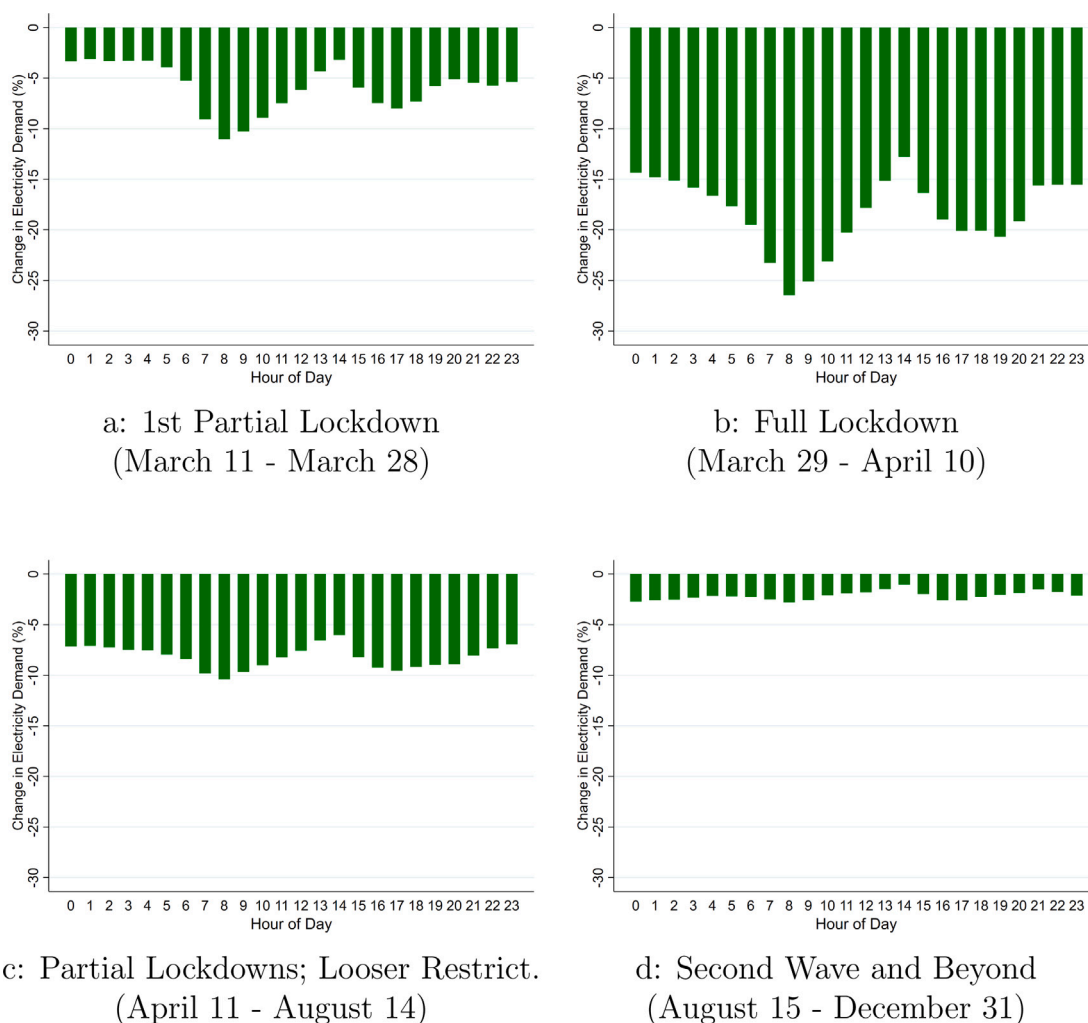 Change in Electricity Demand (%)
0
-5
-10
-15
-20
-25
-30
0 1 2 3 4 5 6 7 8 9 10 11 12 13 14 15 16 17 18 19 20 21 22 23
Hour of Day
a: 1st Partial Lockdown
(March 11 - March 28)
Change in Electricity Demand (%)
0
-5
-10
-15
-20
-25
-30
0 1 2 3 4 5 6 7 8 9 10 11 12 13 14 15 16 17 18 19 20 21 22 23
Hour of Day
b: Full Lockdown
(March 29 - April 10)
Change in Electricity Demand (%)
0
-5
-10
-15
-20
-25
-30
0 1 2 3 4 5 6 7 8 9 10 11 12 13 14 15 16 17 18 19 20 21 22 23
Hour of Day
c: Partial Lockdowns; Looser Restrict.
(April 11 - August 14)
Change in Electricity Demand (%)
0
-5
-10
-15
-20
-25
-30
0 1 2 3 4 5 6 7 8 9 10 11 12 13 14 15 16 17 18 19 20 21 22 23
Hour of Day
d: Second Wave and Beyond
(August 15 - December 31)